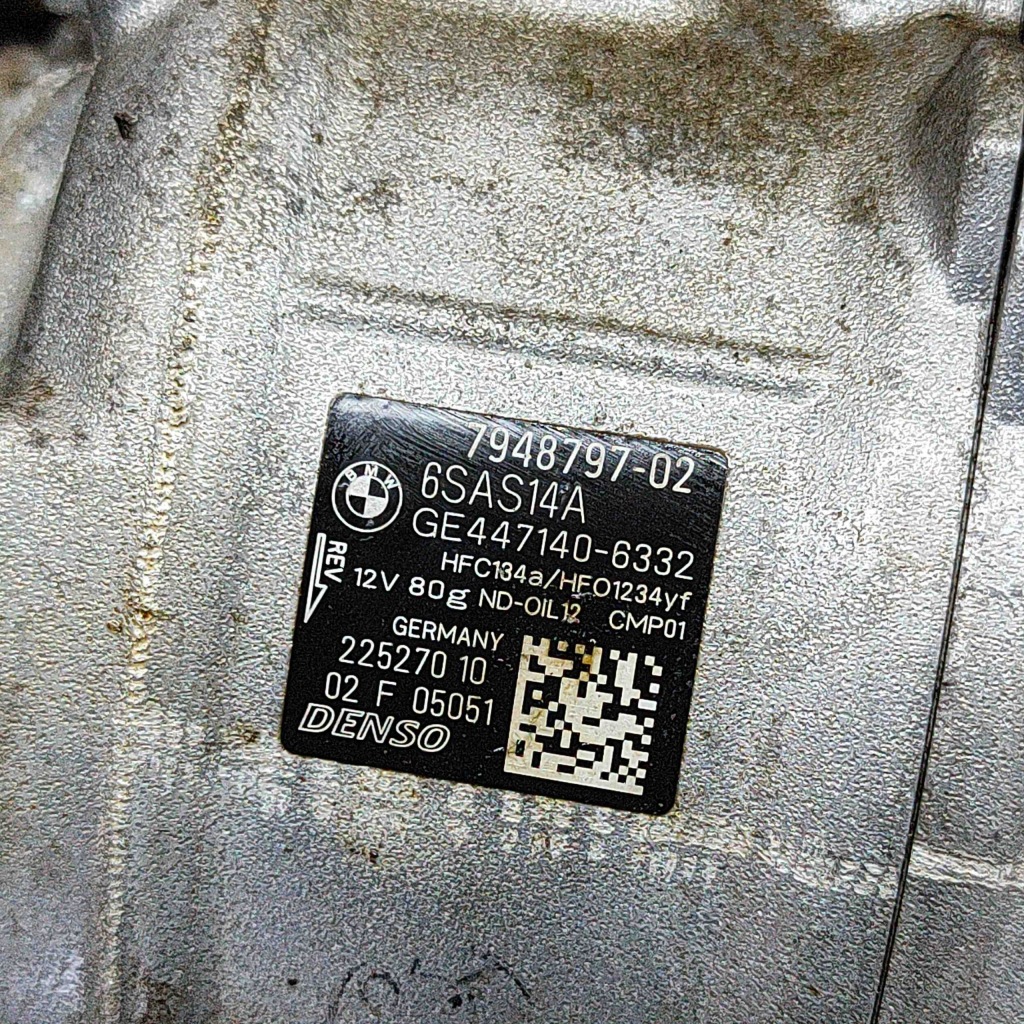 7948797-02
BMW
6SAS14A
GE447140-6332
HFC134a/HFO1234yf
REV
12V 80g ND-OIL12 CMP01
GERMANY
225270 10
02 F 05051
DENSO